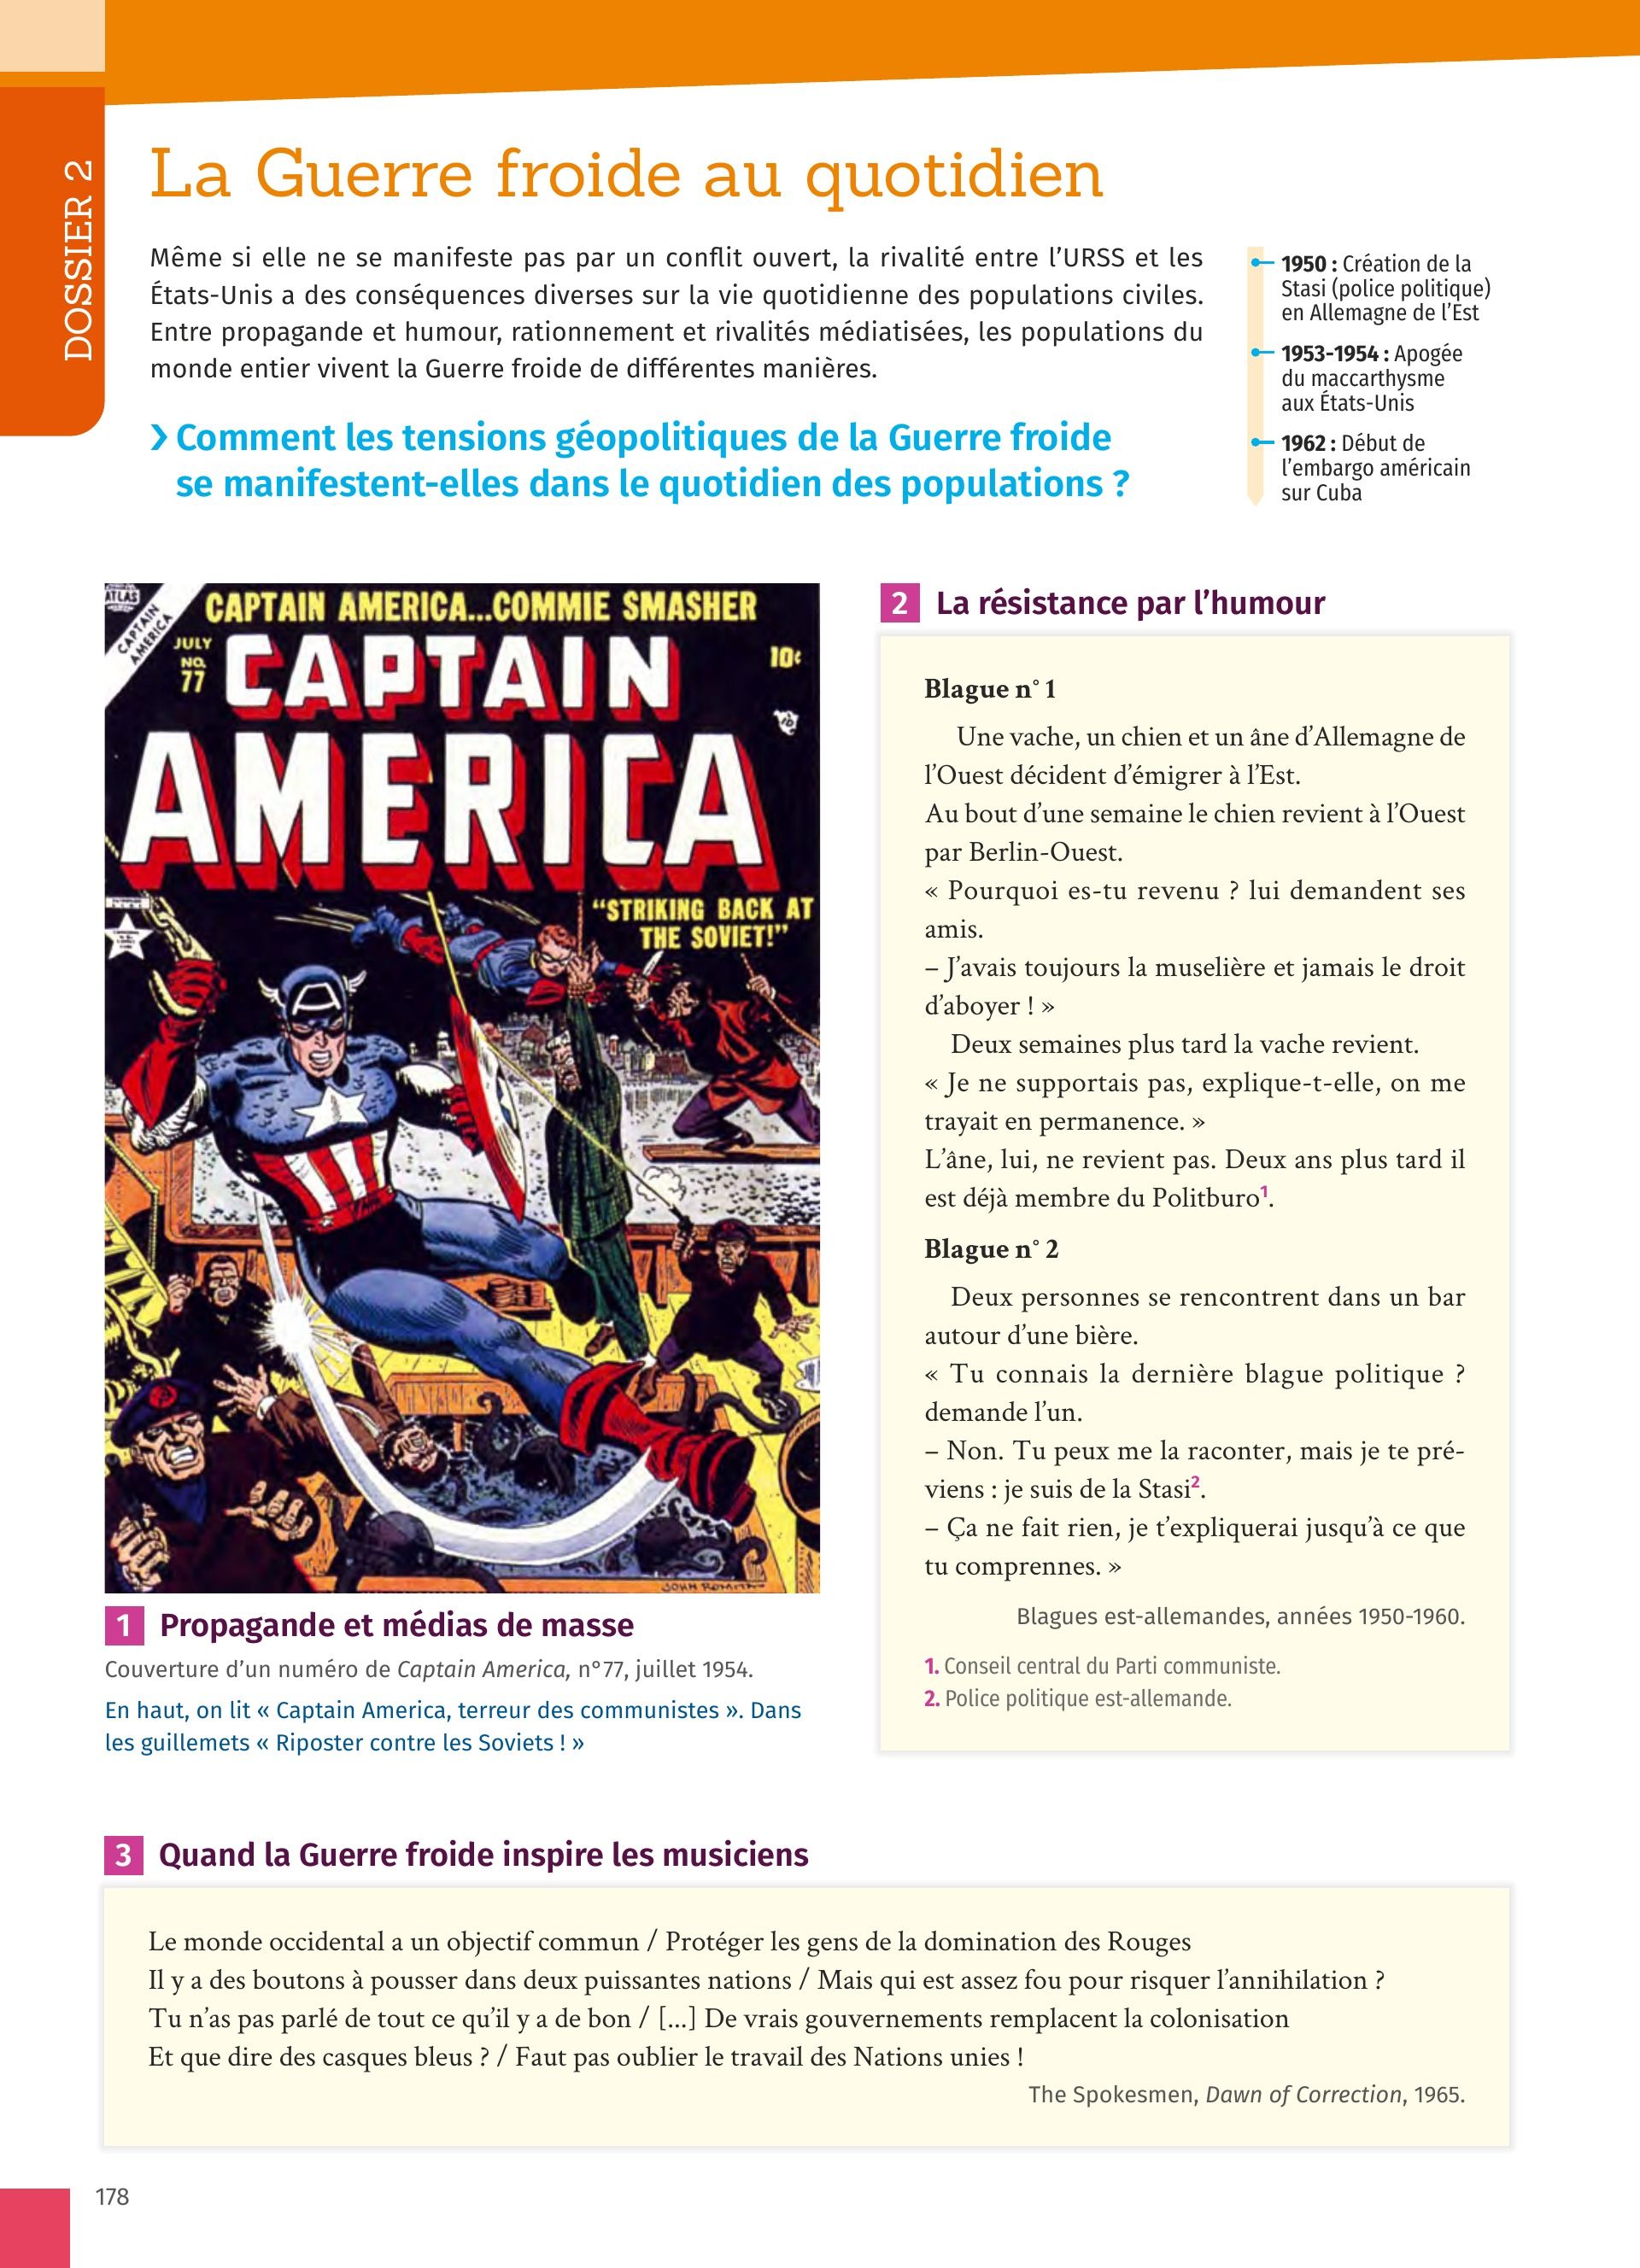 DOSSIER 2
La Guerre froide au quotidien
Même si elle ne se manifeste pas par un conflit ouvert, la rivalité entre l’URSS et les
États-Unis a des conséquences diverses sur la vie quotidienne des populations civiles.
Entre propagande et humour, rationnement et rivalités médiatisées, les populations du
monde entier vivent la Guerre froide de différentes manières.
› Comment les tensions géopolitiques de la Guerre froide
se manifestent-elles dans le quotidien des populations ?
1950 : Création de la
Stasi (police politique)
en Allemagne de l’Est
1953-1954 : Apogée
du maccarthysme
aux États-Unis
1962 : Début de
l’embargo américain
sur Cuba
ATLAS
CAPTAIN
AMERICA
CAPTAIN AMERICA...COMMIE SMASHER
JULY
NO.
77
10¢
CAPTAIN
AMERICA
“STRIKING BACK AT
THE SOVIET!”
JOHN ROMITA
1 Propagande et médias de masse
Couverture d’un numéro de Captain America, n°77, juillet 1954.
En haut, on lit « Captain America, terreur des communistes ». Dans
les guillemets « Riposter contre les Soviets ! »
2 La résistance par l’humour
Blague n° 1
Une vache, un chien et un âne d’Allemagne de
l’Ouest décident d’émigrer à l’Est.
Au bout d’une semaine le chien revient à l’Ouest
par Berlin-Ouest.
« Pourquoi es-tu revenu ? lui demandent ses
amis.
– J’avais toujours la muselière et jamais le droit
d’aboyer ! »
Deux semaines plus tard la vache revient.
« Je ne supportais pas, explique-t-elle, on me
trayait en permanence. »
L’âne, lui, ne revient pas. Deux ans plus tard il
est déjà membre du Politburo1.
Blague n° 2
Deux personnes se rencontrent dans un bar
autour d’une bière.
« Tu connais la dernière blague politique ?
demande l’un.
– Non. Tu peux me la raconter, mais je te pré-
viens : je suis de la Stasi2.
– Ça ne fait rien, je t’expliquerai jusqu’à ce que
tu comprennes. »
Blagues est-allemandes, années 1950-1960.
1. Conseil central du Parti communiste.
2. Police politique est-allemande.
3 Quand la Guerre froide inspire les musiciens
Le monde occidental a un objectif commun / Protéger les gens de la domination des Rouges
Il y a des boutons à pousser dans deux puissantes nations / Mais qui est assez fou pour risquer l’annihilation ?
Tu n’as pas parlé de tout ce qu’il y a de bon / [...] De vrais gouvernements remplacent la colonisation
Et que dire des casques bleus ? / Faut pas oublier le travail des Nations unies !
The Spokesmen, Dawn of Correction, 1965.
178